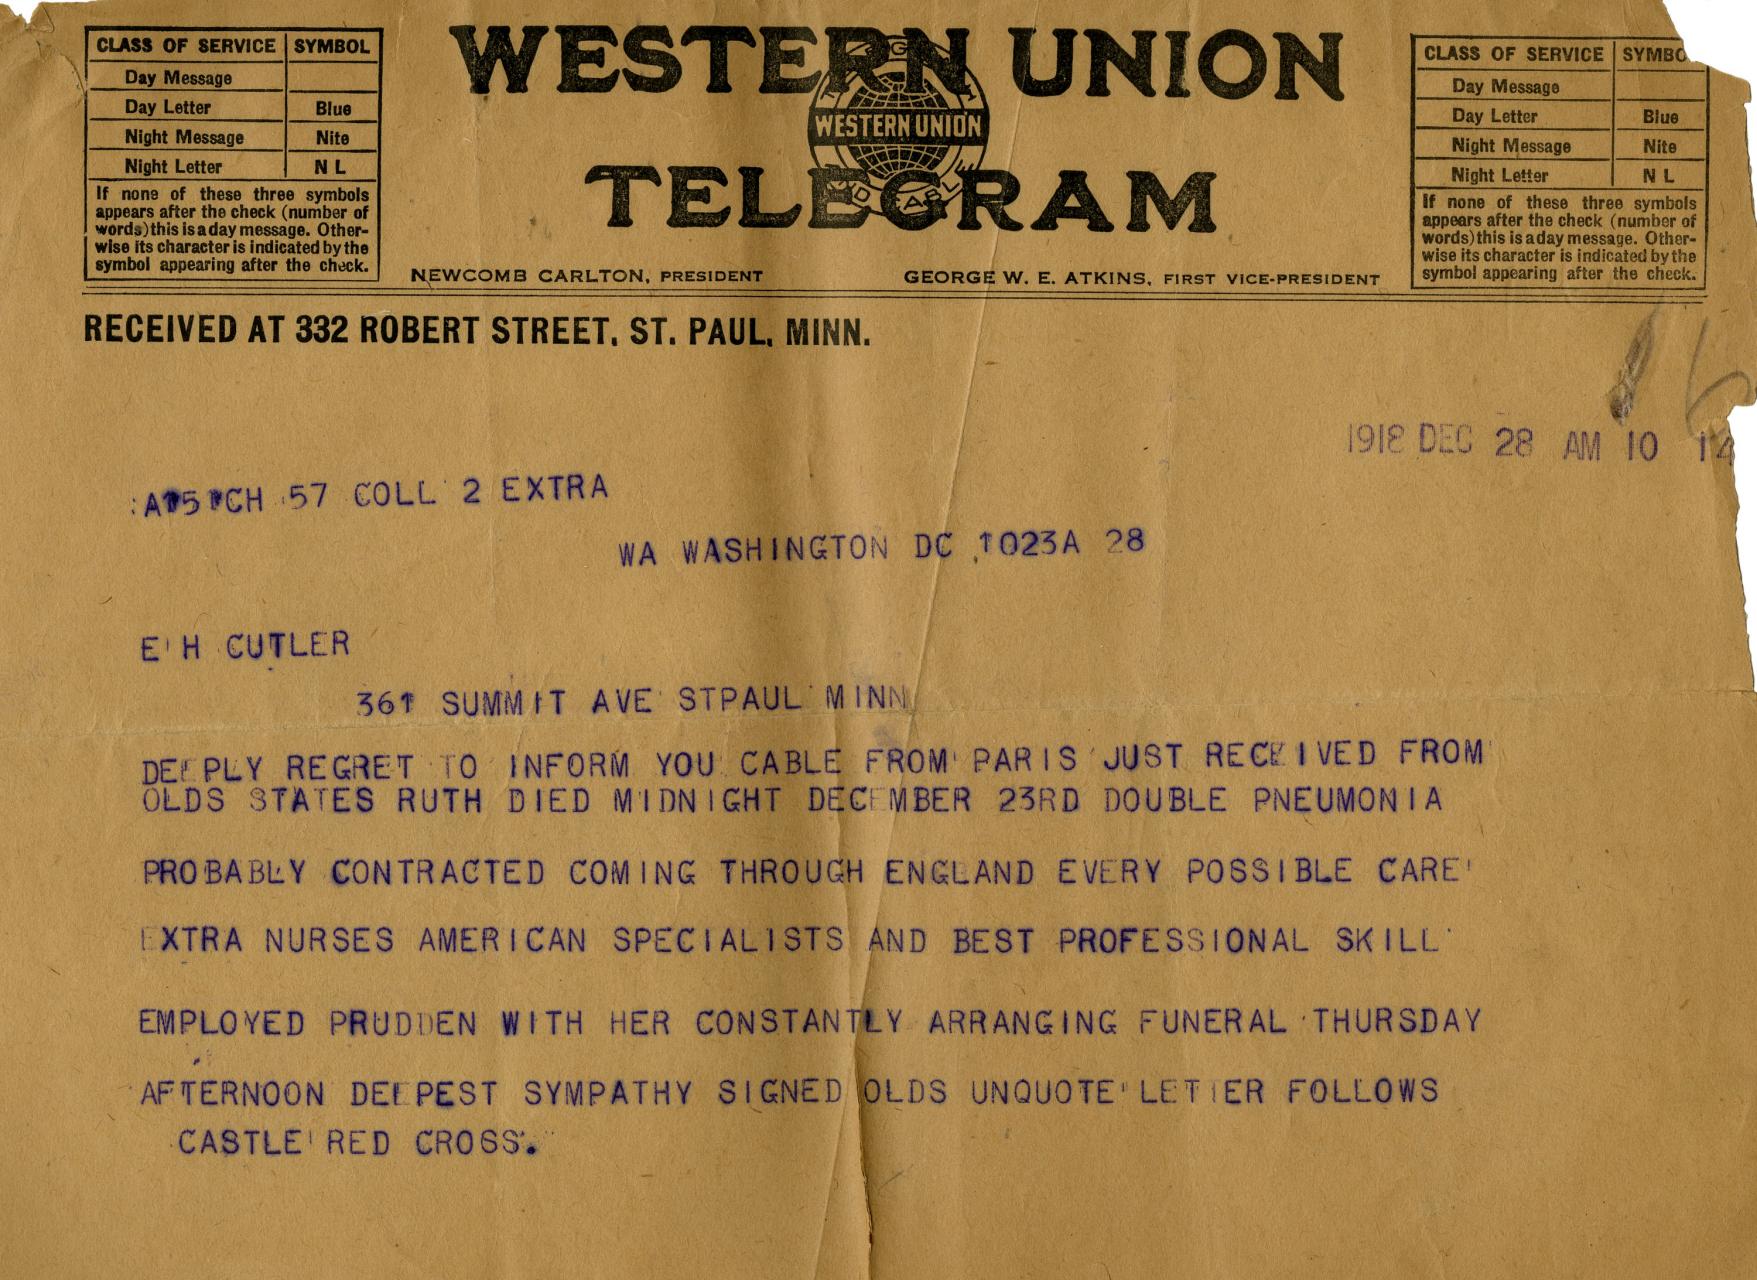 CLASS OF SERVICE SYMBOL
Day Message
Day Letter Blue
Night Message Nite
Night Letter N L
If none of these three symbols
appears after the check (number of
words) this is a day message. Other-
wise its character is indicated by the
symbol appearing after the check.
WESTERN UNION
WESTERN UNION
TELEGRAM
NEWCOMB CARLTON, PRESIDENT
GEORGE W. E. ATKINS, FIRST VICE-PRESIDENT
CLASS OF SERVICE SYMBO
Day Message
Day Letter Blue
Night Message Nite
Night Letter N L
If none of these three symbols
appears after the check (number of
words) this is a day message. Other-
wise its character is indicated by the
symbol appearing after the check.
RECEIVED AT 332 ROBERT STREET, ST. PAUL, MINN.
1918 DEC 28 AM 10 14
57 COLL 2 EXTRA
WA WASHINGTON DC 1023A 28
E H CUTLER
361 SUMMIT AVE STPAUL MINN
DEEPLY REGRET TO INFORM YOU CABLE FROM PARIS JUST RECEIVED FROM
OLDS STATES RUTH DIED MIDNIGHT DECEMBER 23RD DOUBLE PNEUMONIA
PROBABLY CONTRACTED COMING THROUGH ENGLAND EVERY POSSIBLE CARE
EXTRA NURSES AMERICAN SPECIALISTS AND BEST PROFESSIONAL SKILL
EMPLOYED PRUDDEN WITH HER CONSTANTLY ARRANGING FUNERAL THURSDAY
AFTERNOON DEEPEST SYMPATHY SIGNED OLDS UNQUOTE LETTER FOLLOWS
CASTLE RED CROSS.